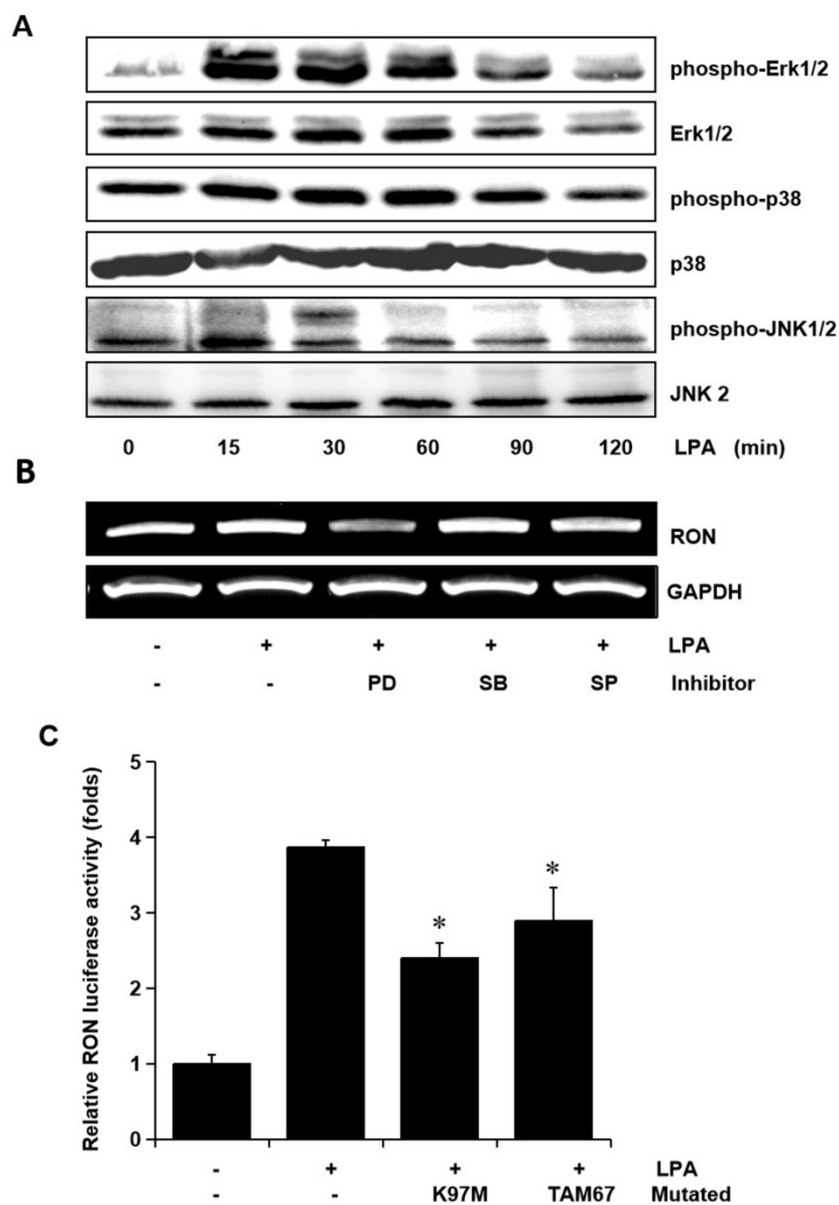 A
phospho-Erk1/2
Erk1/2
phospho-p38
p38
phospho-JNK1/2
JNK 2
0 15 30 60 90 120 LPA (min)
B
RON
GAPDH
- + + + + LPA
- - PD SB SP Inhibitor
C
Relative RON luciferase activity (folds)
5
4
3
2
1
0
* *
- + + + LPA
- - K97M TAM67 Mutated